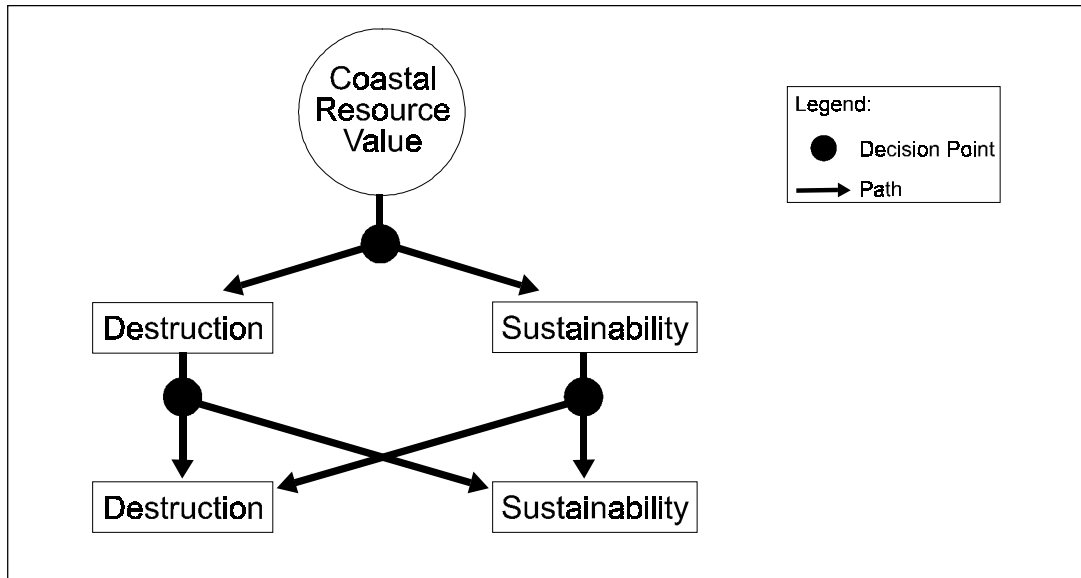 Coastal
Resource
Value
Legend:
Decision Point
Path
Destruction
Sustainability
Destruction
Sustainability